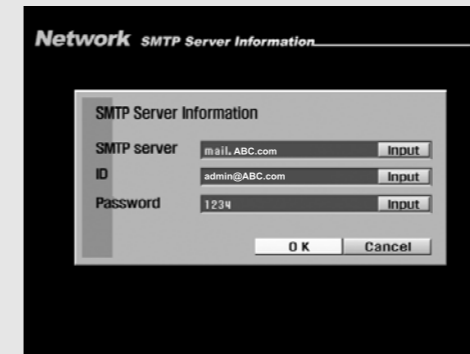 Network SMTP Server Information
SMTP Server Information
SMTP server mail.ABC.com Input
ID admin@ABC.com Input
Password 1234 Input
OK Cancel